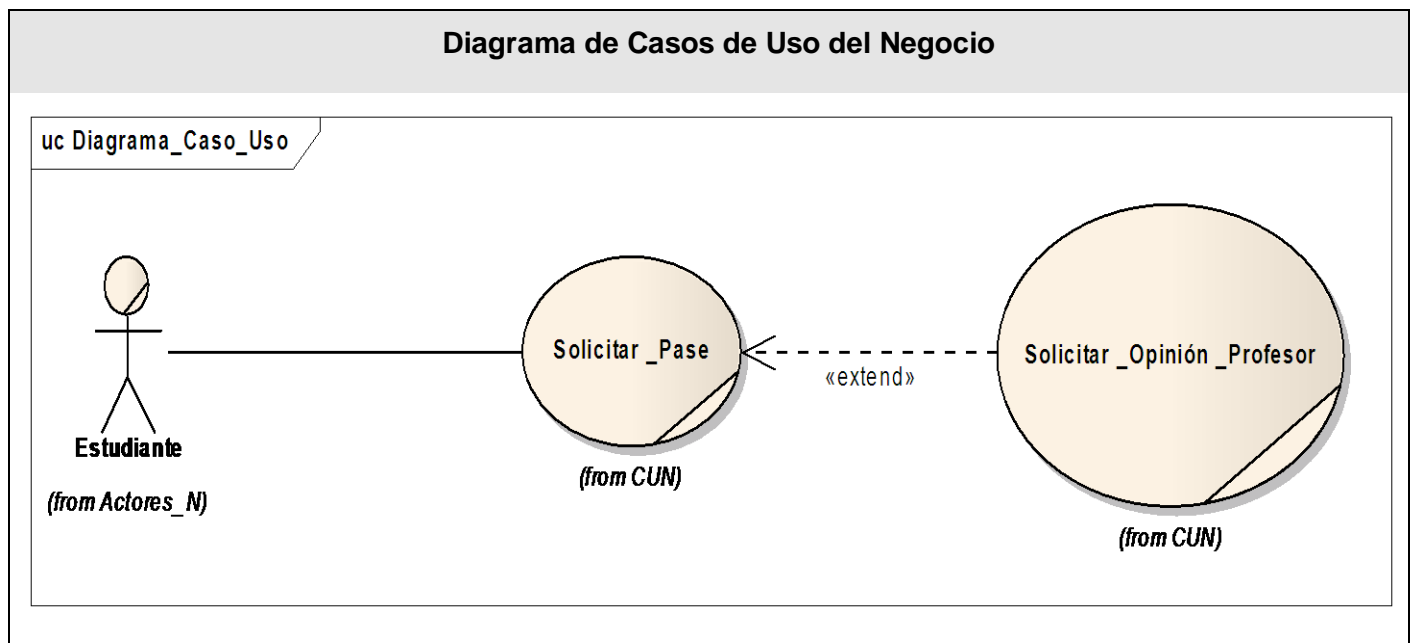 Diagrama de Casos de Uso del Negocio
uc Diagrama_Caso_Uso
Estudiante
(from Actores_N)
Solicitar _Pase
(from CUN)
«extend»
Solicitar _Opinión _Profesor
(from CUN)